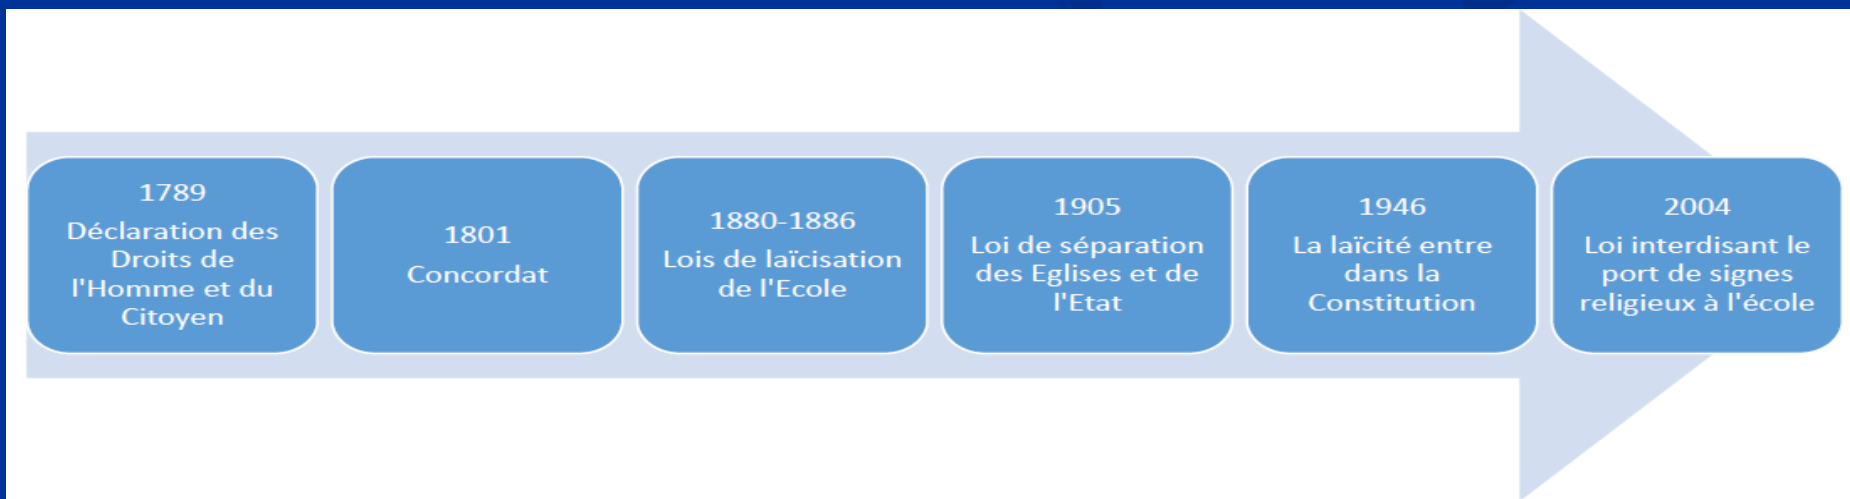 1789
Déclaration des
Droits de
l'Homme et du
Citoyen
1801
Concordat
1880-1886
Lois de laïcisation
de l'Ecole
1905
Loi de séparation
des Eglises et de
l'Etat
1946
La laïcité entre
dans la
Constitution
2004
Loi interdisant le
port de signes
religieux à l'école